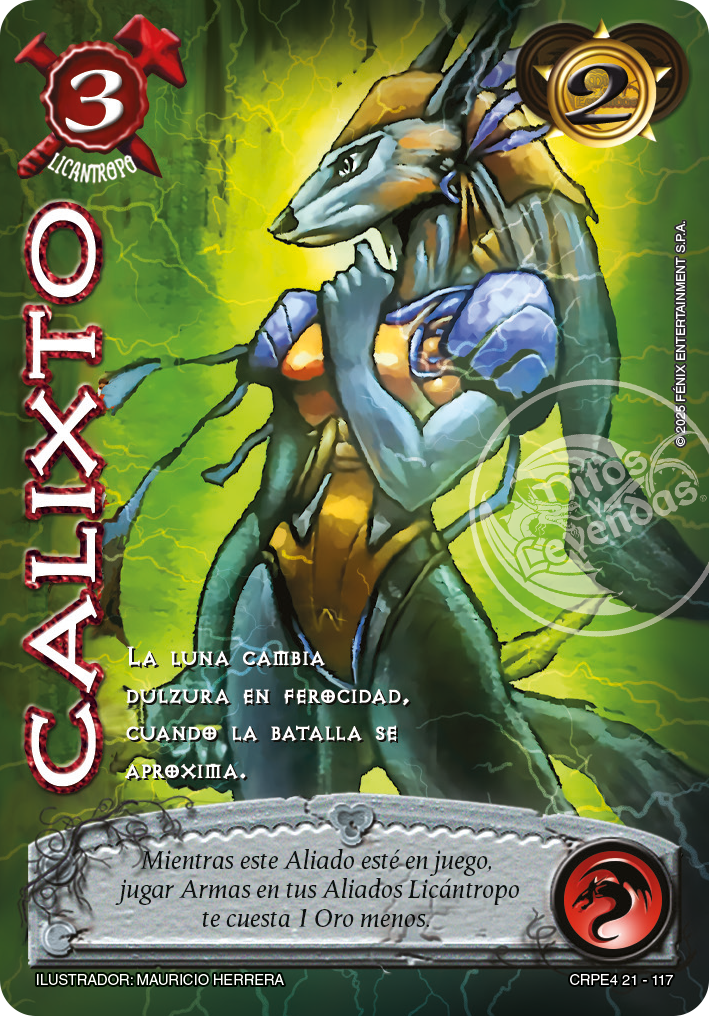 3
LICANTROPO
2
CALIXTO
© 2025 FÉNIX ENTERTAINMENT S.P.A.
Mitos
y
Leyendas®
LA LUNA CAMBIA
DULZURA EN FEROCIDAD,
CUANDO LA BATALLA SE
APROXIMA.
Mientras este Aliado esté en juego,
jugar Armas en tus Aliados Licántropo
te cuesta 1 Oro menos.
ILUSTRADOR: MAURICIO HERRERA
CRPE4 21 - 117